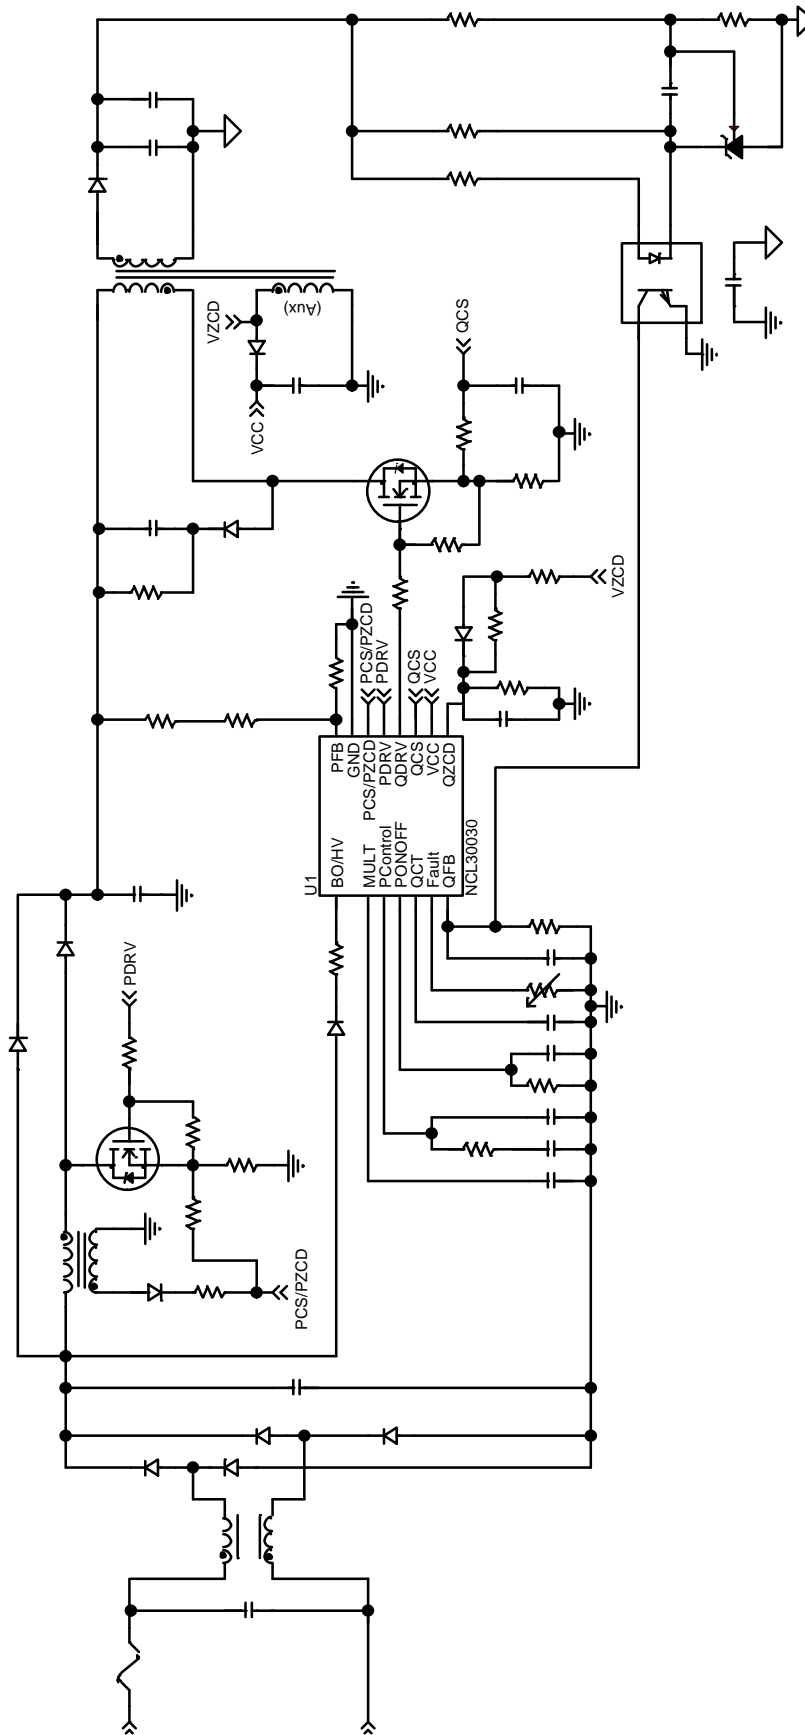 VZCD
(Aux)
VCC
QCS
PCS/PZCD
PDRV
QCS
VCC
VZCD
PFB
GND
PCS/PZCD
PDRV
QDRV
QCS
VCC
QZCD
U1
BO/HV
MULT
PControl
PONOFF
QCT
Fault
QFB
NCL30030
PDRV
PCS/PZCD